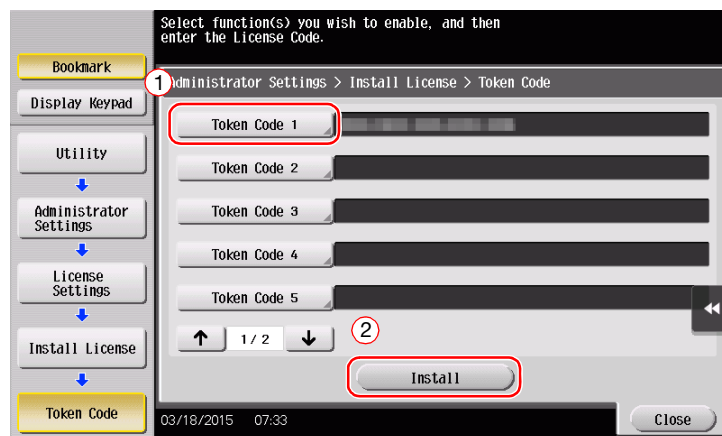 Select function(s) you wish to enable, and then
enter the License Code.
Bookmark
Display Keypad
Utility
Administrator
Settings
License
Settings
Install License
Token Code
1
dministrator Settings > Install License > Token Code
Token Code 1
Token Code 2
Token Code 3
Token Code 4
Token Code 5
↑ 1/ 2 ↓
2
Install
03/18/2015 07:33
Close